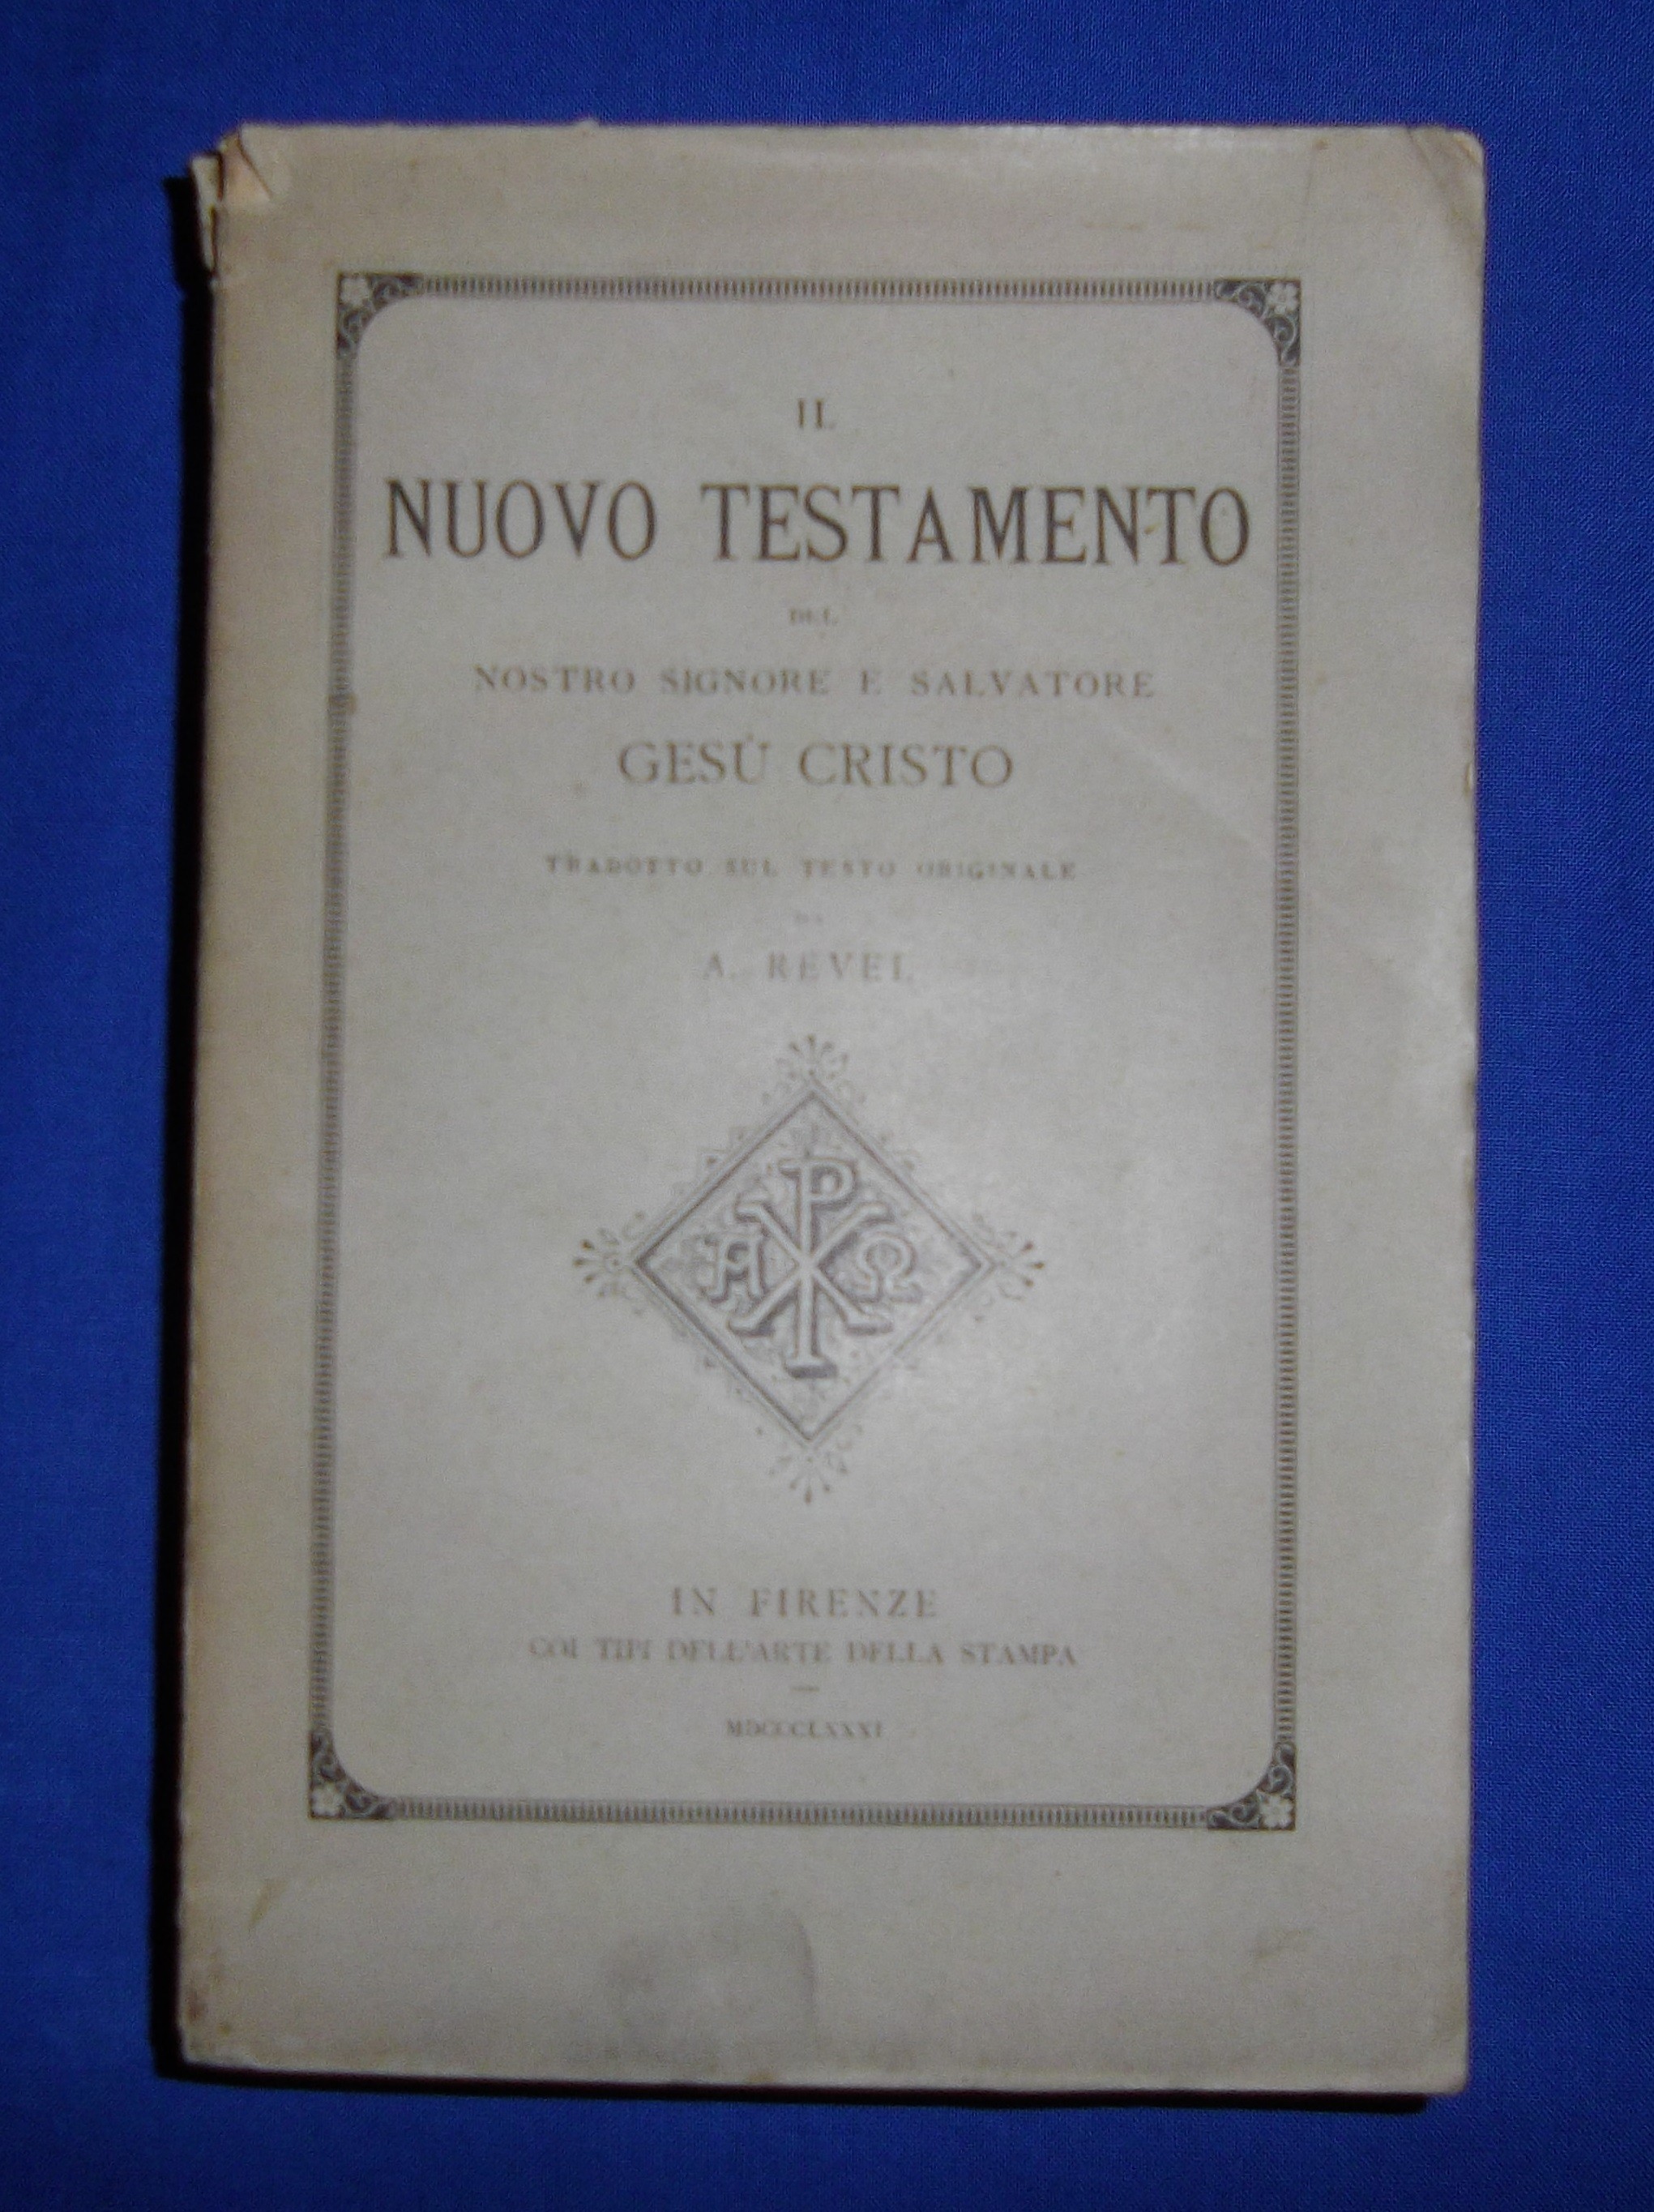 IL
NUOVO TESTAMENTO
DEL
NOSTRO SIGNORE E SALVATORE
GESÙ CRISTO
TRADOTTO SUL TESTO ORIGINALE
DA
A. REVEL
Α Ρ Χ Ω
IN FIRENZE
COI TIPI DELL'ARTE DELLA STAMPA
—
MDCCCLXXXI